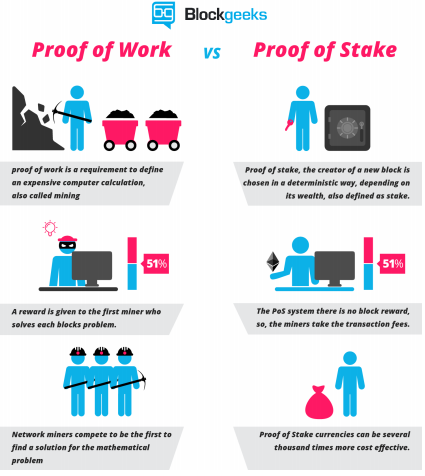 Blockgeeks
Proof of Work vs Proof of Stake
proof of work is a requirement to define
an expensive computer calculation,
also called mining
Proof of stake, the creator of a new block is
chosen in a deterministic way, depending on
its wealth, also defined as stake.
51%
51%
A reward is given to the first miner who
solves each blocks problem.
The PoS system there is no block reward,
so, the miners take the transaction fees.
Network miners compete to be the first to
find a solution for the mathematical
problem
Proof of Stake currencies can be several
thousand times more cost effective.